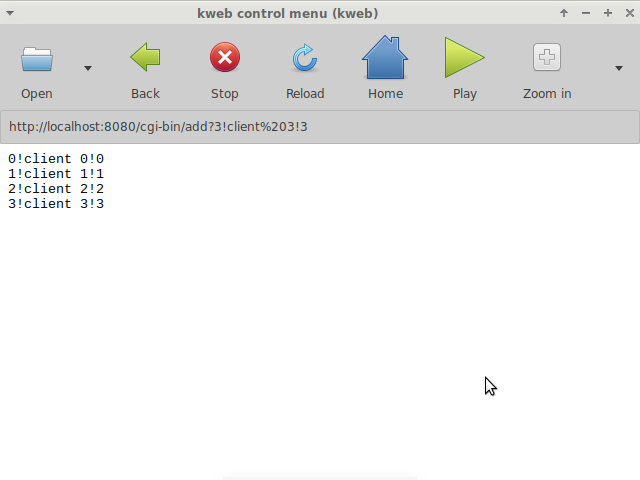 kweb control menu (kweb)
Open Back Stop Reload Home Play Zoom in
http://localhost:8080/cgi-bin/add?3!client%203!3
0!client 0!0
1!client 1!1
2!client 2!2
3!client 3!3